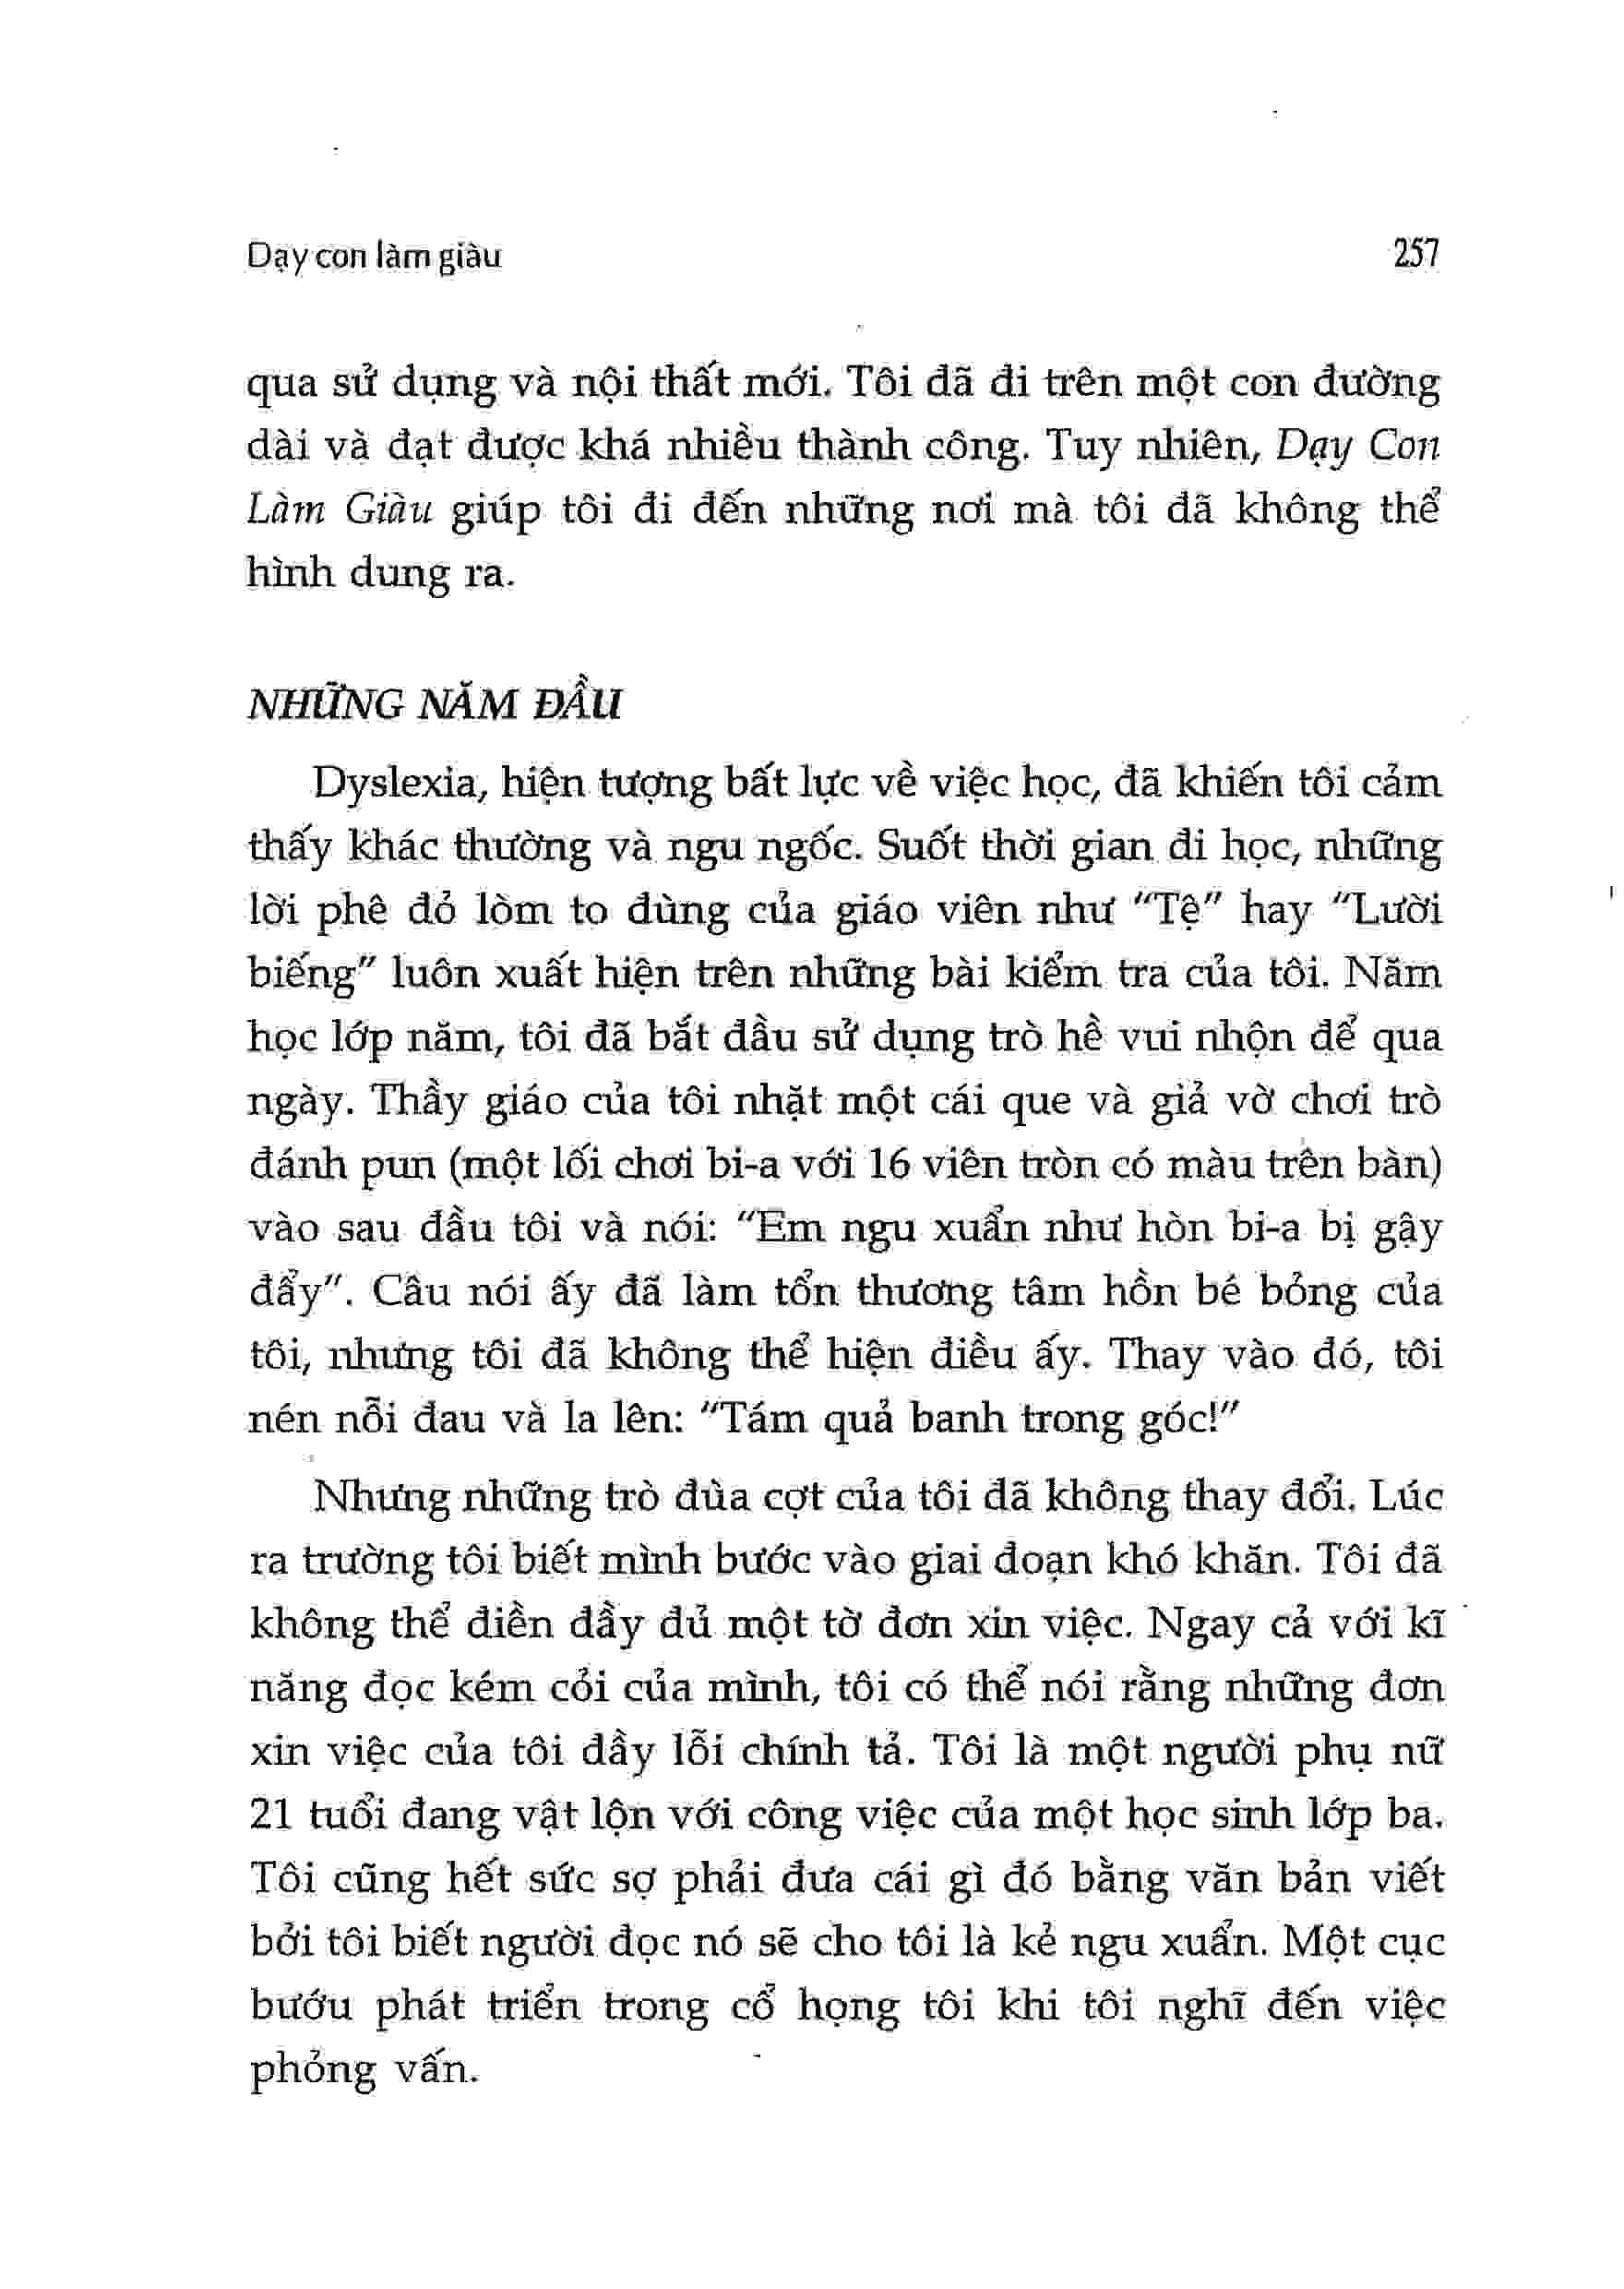 Dạy con làm giàu 257
qua sử dụng và nội thất mới. Tôi đã đi trên một con đường
dài và đạt được khá nhiều thành công. Tuy nhiên, Dạy Con
Làm Giàu giúp tôi đi đến những nơi mà tôi đã không thể
hình dung ra.
NHỮNG NĂM ĐẦU
Dyslexia, hiện tượng bất lực về việc học, đã khiến tôi cảm
thấy khác thường và ngu ngốc. Suốt thời gian đi học, những
lời phê đỏ lòm to đùng của giáo viên như "Tệ" hay "Lười
biếng" luôn xuất hiện trên những bài kiểm tra của tôi. Năm
học lớp năm, tôi đã bắt đầu sử dụng trò hề vui nhộn để qua
ngày. Thầy giáo của tôi nhặt một cái que và giả vờ chơi trò
đánh pun (một lối chơi bi-a với 16 viên tròn có màu trên bàn)
vào sau đầu tôi và nói: "Em ngu xuẩn như hòn bi-a bị gậy
đẩy". Câu nói ấy đã làm tổn thương tâm hồn bé bỏng của
tôi, nhưng tôi đã không thể hiện điều ấy. Thay vào đó, tôi
nén nỗi đau và la lên: "Tám quả banh trong góc!"
Nhưng những trò đùa cợt của tôi đã không thay đổi. Lúc
ra trường tôi biết mình bước vào giai đoạn khó khăn. Tôi đã
không thể điền đầy đủ một tờ đơn xin việc. Ngay cả với kĩ
năng đọc kém cỏi của mình, tôi có thể nói rằng những đơn
xin việc của tôi đầy lỗi chính tả. Tôi là một người phụ nữ
21 tuổi đang vật lộn với công việc của một học sinh lớp ba.
Tôi cũng hết sức sợ phải đưa cái gì đó bằng văn bản viết
bởi tôi biết người đọc nó sẽ cho tôi là kẻ ngu xuẩn. Một cục
bướu phát triển trong cổ họng tôi khi tôi nghĩ đến việc
phỏng vấn.